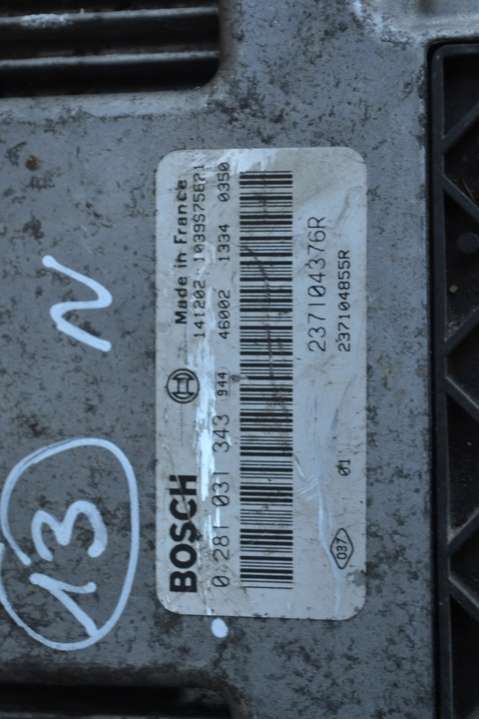 BOSCH
Made in France
141202 1039S75871
0 281 031 343 944 46002 1334 0350
237104376R
237104855R
037
01
13
N